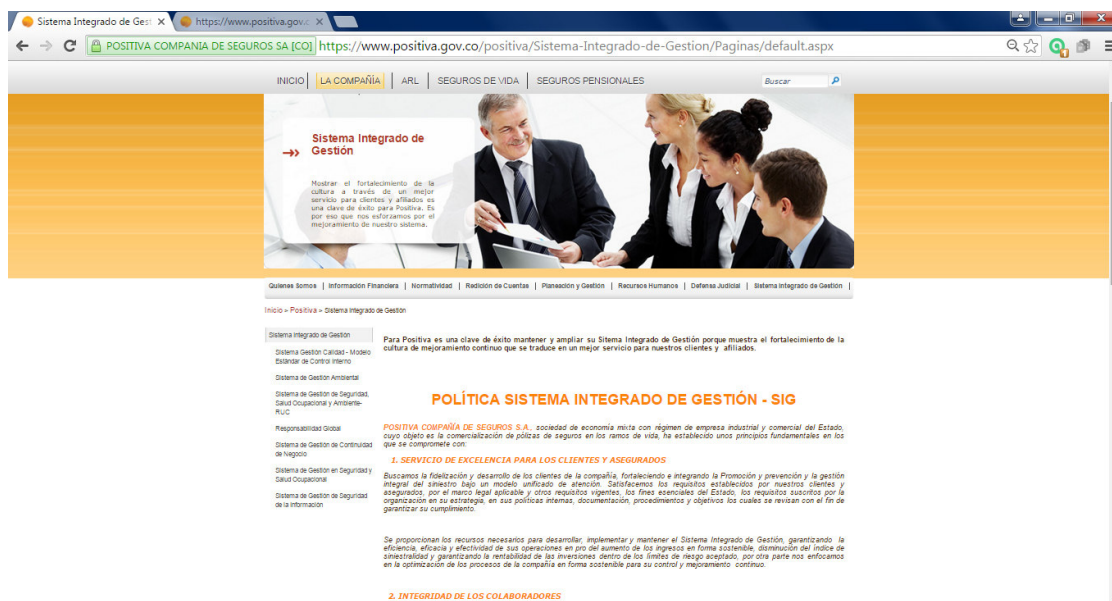 Sistema Integrado de Gest
https://www.positiva.gov.c
POSITIVA COMPANIA DE SEGUROS SA [CO]
https://www.positiva.gov.co/positiva/Sistema-Integrado-de-Gestion/Paginas/default.aspx
INICIO | LA COMPAÑÍA | ARL | SEGUROS DE VIDA | SEGUROS PENSIONALES
Buscar
Sistema Integrado de
Gestión
Mostrar el fortalecimiento de la
cultura a través de un mejor
servicio para clientes y afiliados es
una clave de éxito para Positiva. Es
por eso que nos esforzamos por el
mejoramiento de nuestro sistema.
Quienes Somos | Información Financiera | Normatividad | Redición de Cuentas | Planeación y Gestión | Recursos Humanos | Defensa Judicial | Sistema Integrado de Gestión |
Inicio » Positiva » Sistema Integrado de Gestión
Sistema Integrado de Gestión
Sistema Gestión Calidad - Modelo
Estándar de Control Interno
Sistema de Gestión Ambiental
Sistema de Gestión de Seguridad,
Salud Ocupacional y Ambiente-
RUC
Responsabilidad Global
Sistema de Gestión de Continuidad
de Negocio
Sistema de Gestión en Seguridad y
Salud Ocupacional
Sistema de Gestión de Seguridad
de la Información
Para Positiva es una clave de éxito mantener y ampliar su Sitema Integrado de Gestión porque muestra el fortalecimiento de la
cultura de mejoramiento continuo que se traduce en un mejor servicio para nuestros clientes y afiliados.
POLÍTICA SISTEMA INTEGRADO DE GESTIÓN - SIG
POSITIVA COMPAÑÍA DE SEGUROS S.A., sociedad de economía mixta con régimen de empresa industrial y comercial del Estado,
cuyo objeto es la comercialización de pólizas de seguros en los ramos de vida, ha establecido unos principios fundamentales en los
que se compromete con:
1. SERVICIO DE EXCELENCIA PARA LOS CLIENTES Y ASEGURADOS
Buscamos la fidelización y desarrollo de los clientes de la compañía, fortaleciendo e integrando la Promoción y prevención y la gestión
integral del siniestro bajo un modelo unificado de atención. Satisfacemos los requisitos establecidos por nuestros clientes y
asegurados, por el marco legal aplicable y otros requisitos vigentes, los fines esenciales del Estado, los requisitos suscritos por la
organización en su estrategia, en sus políticas internas, documentación, procedimientos y objetivos los cuales se revisan con el fin de
garantizar su cumplimiento.
Se proporcionan los recursos necesarios para desarrollar, implementar y mantener el Sistema Integrado de Gestión, garantizando la
eficiencia, eficacia y efectividad de sus operaciones en pro del aumento de los ingresos en forma sostenible, disminución del índice de
siniestralidad y garantizando la rentabilidad de las inversiones dentro de los límites de riesgo aceptado, por otra parte nos enfocamos
en la optimización de los procesos de la compañía en forma sostenible para su control y mejoramiento continuo.
2. INTEGRIDAD DE LOS COLABORADORES